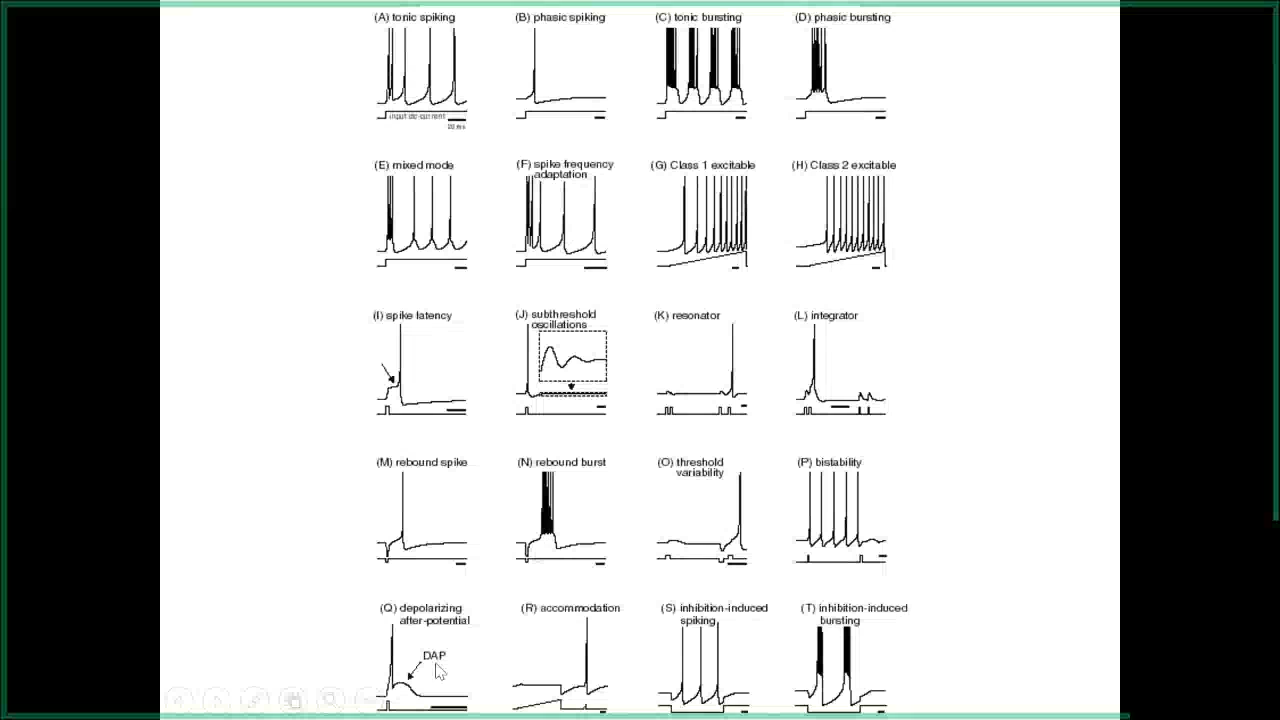 (A) tonic spiking
(B) phasic spiking
(C) tonic bursting
(D) phasic bursting
input dc-current
20 ms
(E) mixed mode
(F) spike frequency
adaptation
(G) Class 1 excitable
(H) Class 2 excitable
(I) spike latency
(J) subthreshold
oscillations
(K) resonator
(L) integrator
(M) rebound spike
(N) rebound burst
(O) threshold
variability
(P) bistability
(Q) depolarizing
after-potential
DAP
(R) accommodation
(S) inhibition-induced
spiking
(T) inhibition-induced
bursting